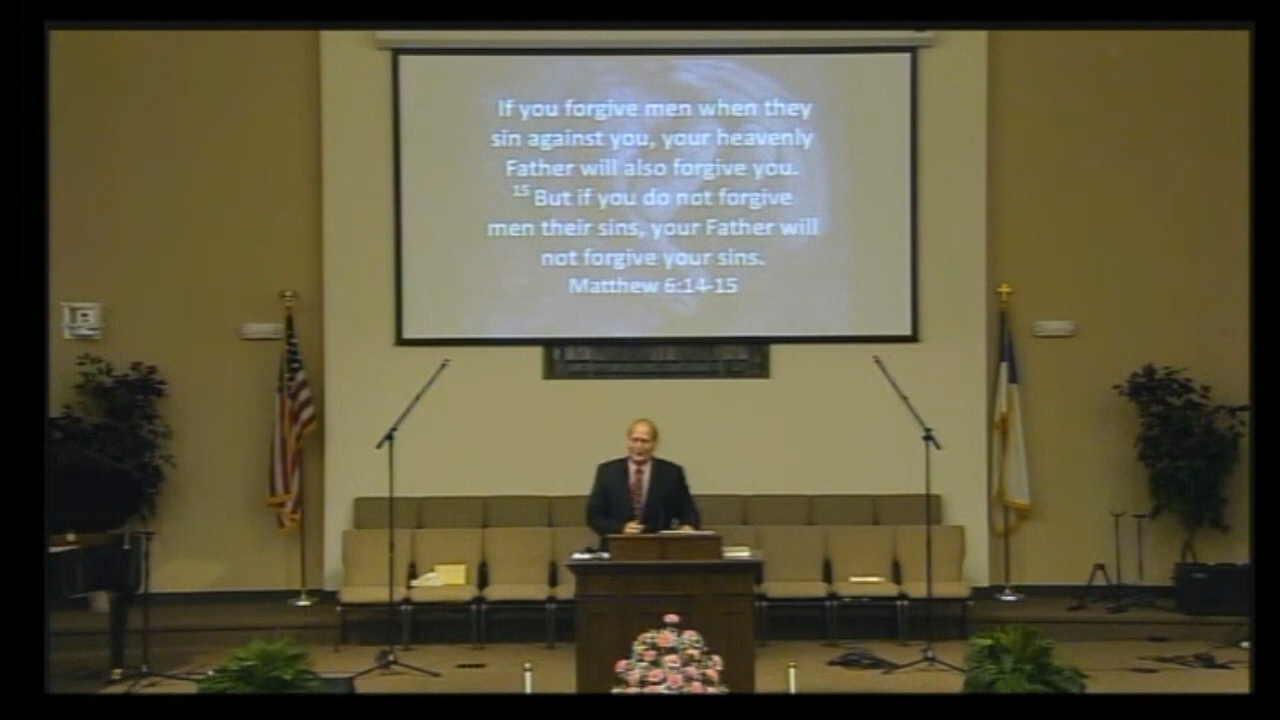 If you forgive men when they
sin against you, your heavenly
Father will also forgive you.
15 But if you do not forgive
men their sins, your Father will
not forgive your sins.
Matthew 6:14-15